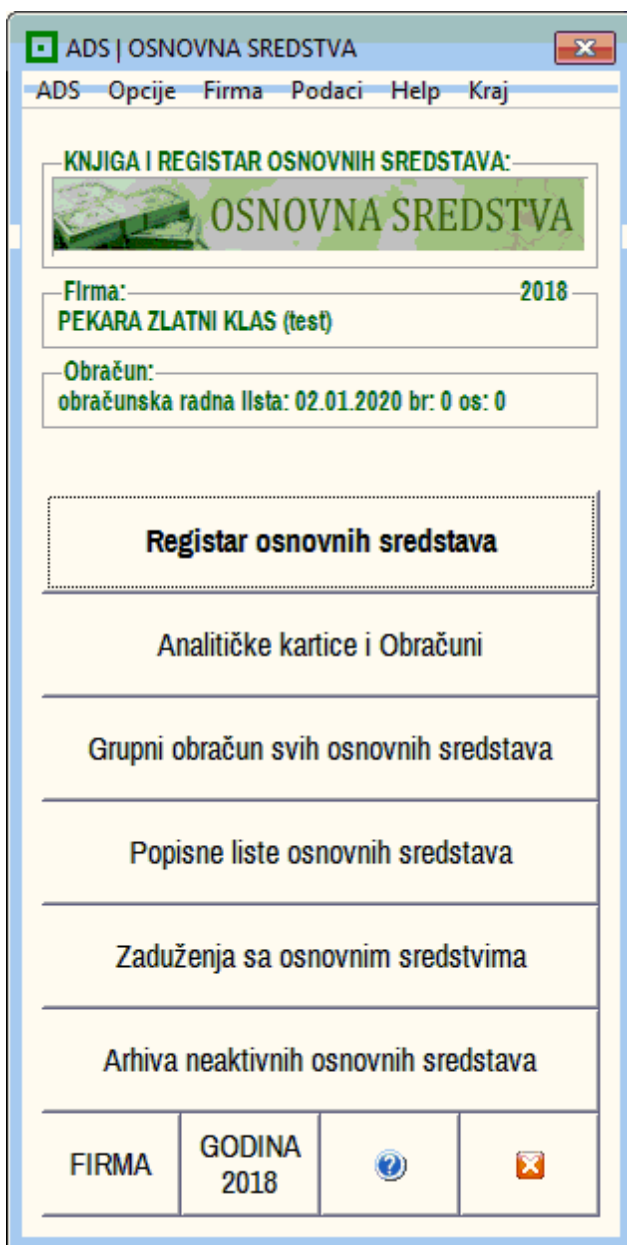 ADS | OSNOVNA SREDSTVA
ADS Opcije Firma Podaci Help Kraj
KNJIGA I REGISTAR OSNOVNIH SREDSTAVA:
OSNOVNA SREDSTVA
Firma: 2018
PEKARA ZLATNI KLAS (test)
Obračun:
obračunska radna lista: 02.01.2020 br: 0 os: 0
Registar osnovnih sredstava
Analitičke kartice i Obračuni
Grupni obračun svih osnovnih sredstava
Popisne liste osnovnih sredstava
Zaduženja sa osnovnim sredstvima
Arhiva neaktivnih osnovnih sredstava
FIRMA
GODINA
2018
?